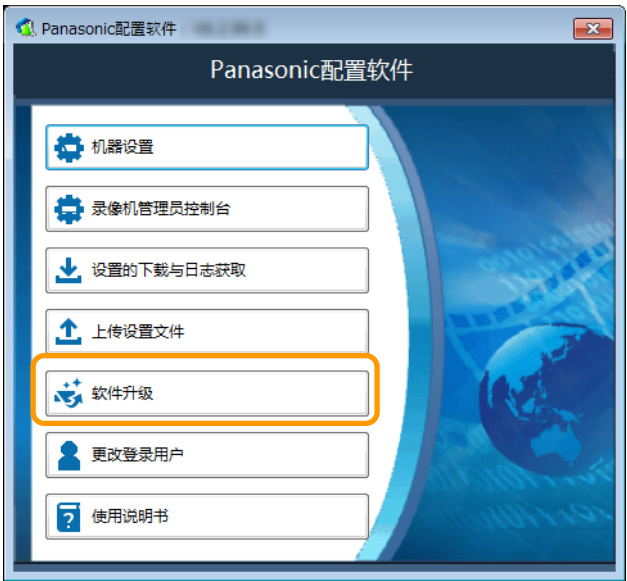 Panasonic配置软件
Panasonic配置软件
机器设置
录像机管理员控制台
设置的下载与日志获取
上传设置文件
软件升级
更改登录用户
使用说明书